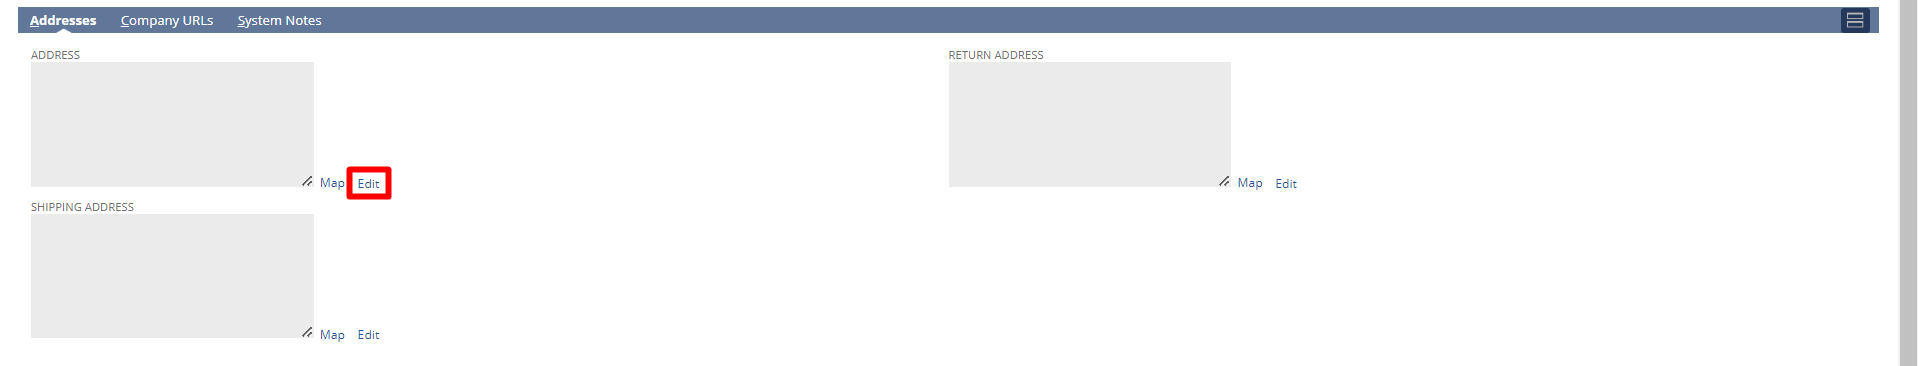 Addresses Company URLs System Notes
ADDRESS
Map Edit
RETURN ADDRESS
Map Edit
SHIPPING ADDRESS
Map Edit